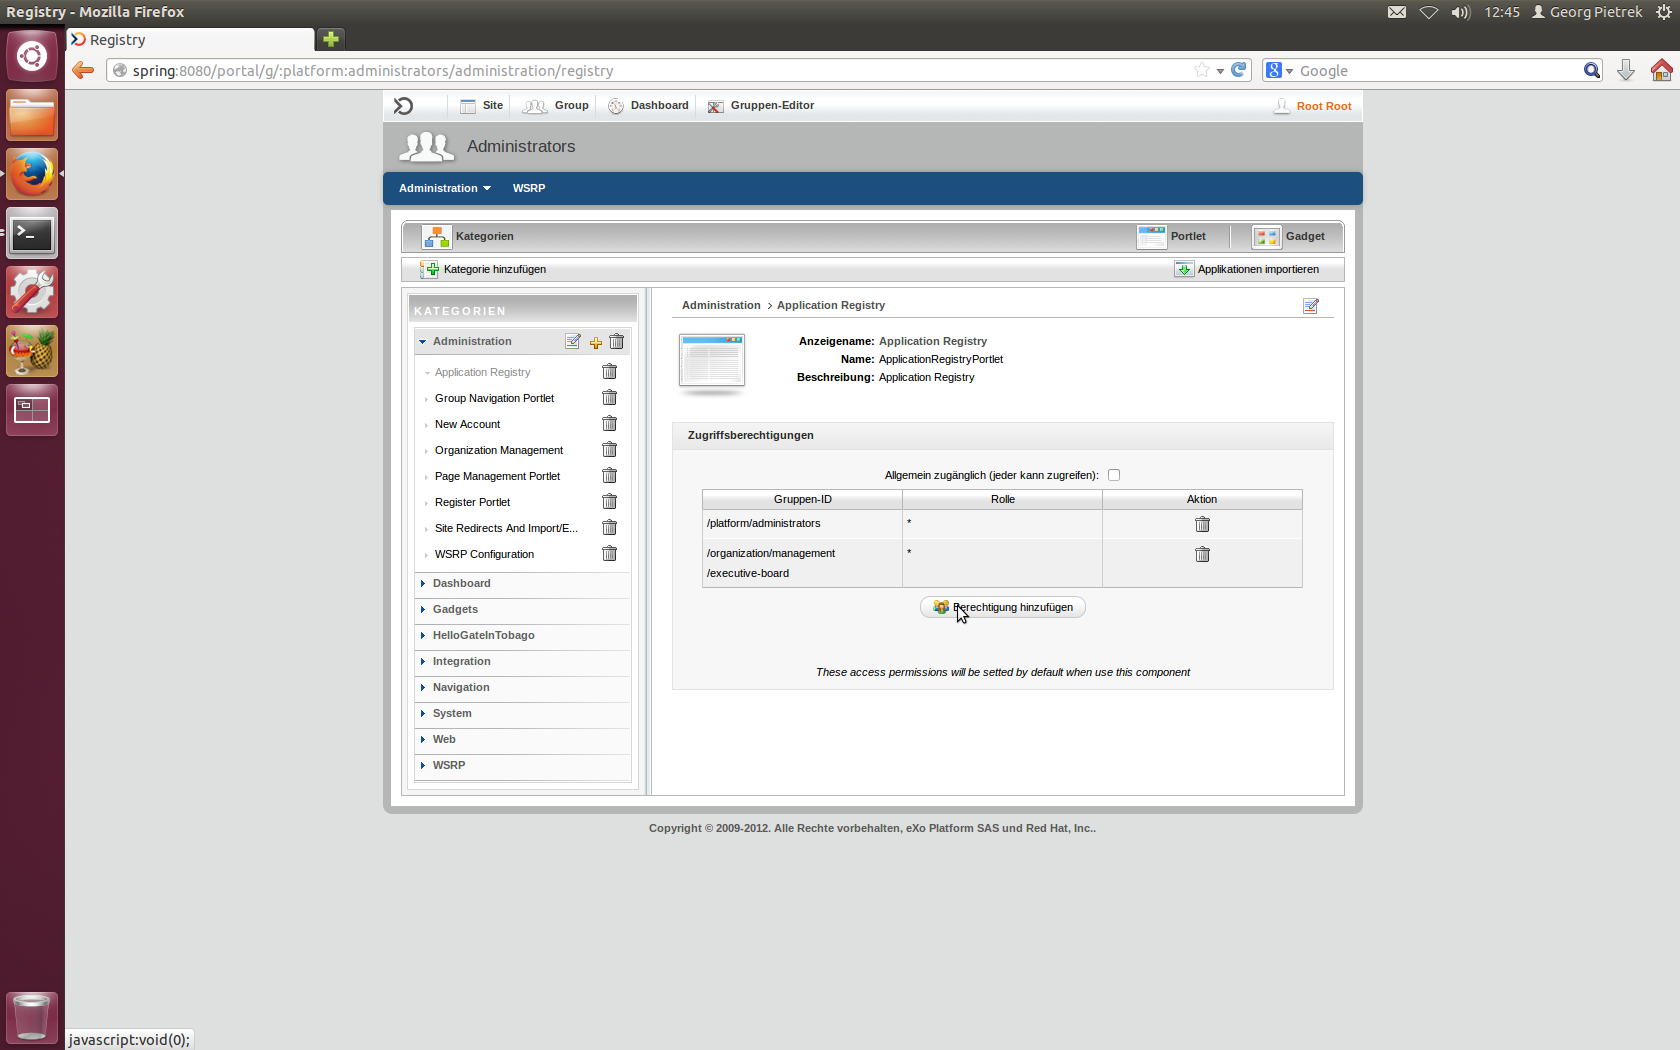 Registry - Mozilla Firefox
12:45 Georg Pietrek
Registry
spring:8080/portal/g/:platform:administrators/administration/registry
Google
Site Group Dashboard Gruppen-Editor Root Root
Administrators
Administration WSRP
Kategorien Portlet Gadget
Kategorie hinzufügen Applikationen importieren
KATEGORIEN
Administration
Application Registry
Group Navigation Portlet
New Account
Organization Management
Page Management Portlet
Register Portlet
Site Redirects And Import/E...
WSRP Configuration
Dashboard
Gadgets
HelloGateInTobago
Integration
Navigation
System
Web
WSRP
Administration > Application Registry
Anzeigename: Application Registry
Name: ApplicationRegistryPortlet
Beschreibung: Application Registry
Zugriffsberechtigungen
Allgemein zugänglich (jeder kann zugreifen):
Gruppen-ID Rolle Aktion
/platform/administrators *
/organization/management *
/executive-board
Berechtigung hinzufügen
These access permissions will be setted by default when use this component
Copyright © 2009-2012. Alle Rechte vorbehalten, eXo Platform SAS und Red Hat, Inc..
javascript:void(0);